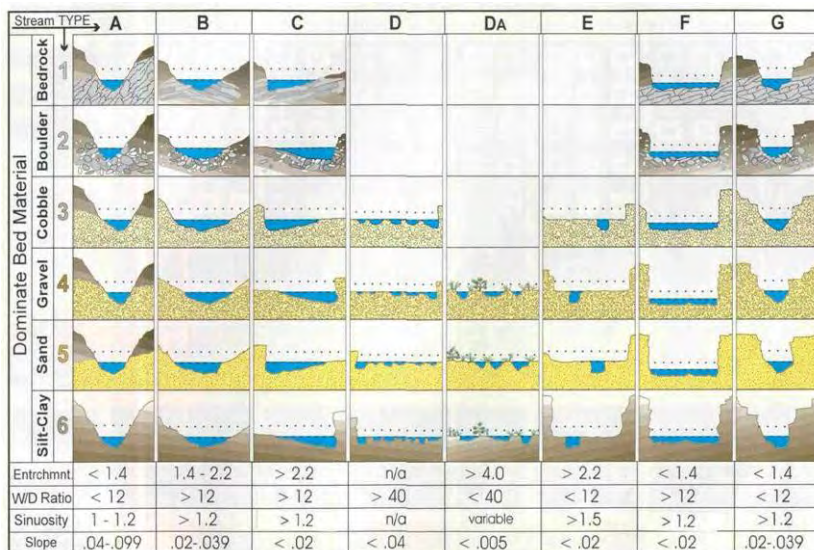 Stream TYPE A B C D DA E F G
Dominate Bed Material
Bedrock 1
Boulder 2
Cobble 3
Gravel 4
Sand 5
Silt-Clay 6
Entrchmnt. < 1.4 1.4 - 2.2 > 2.2 n/a > 4.0 > 2.2 < 1.4 < 1.4
W/D Ratio < 12 > 12 > 12 > 40 < 40 < 12 > 12 < 12
Sinuosity 1 - 1.2 > 1.2 > 1.2 n/a variable >1.5 > 1.2 >1.2
Slope .04-.099 .02-.039 < .02 < .04 < .005 < .02 < .02 .02-.039